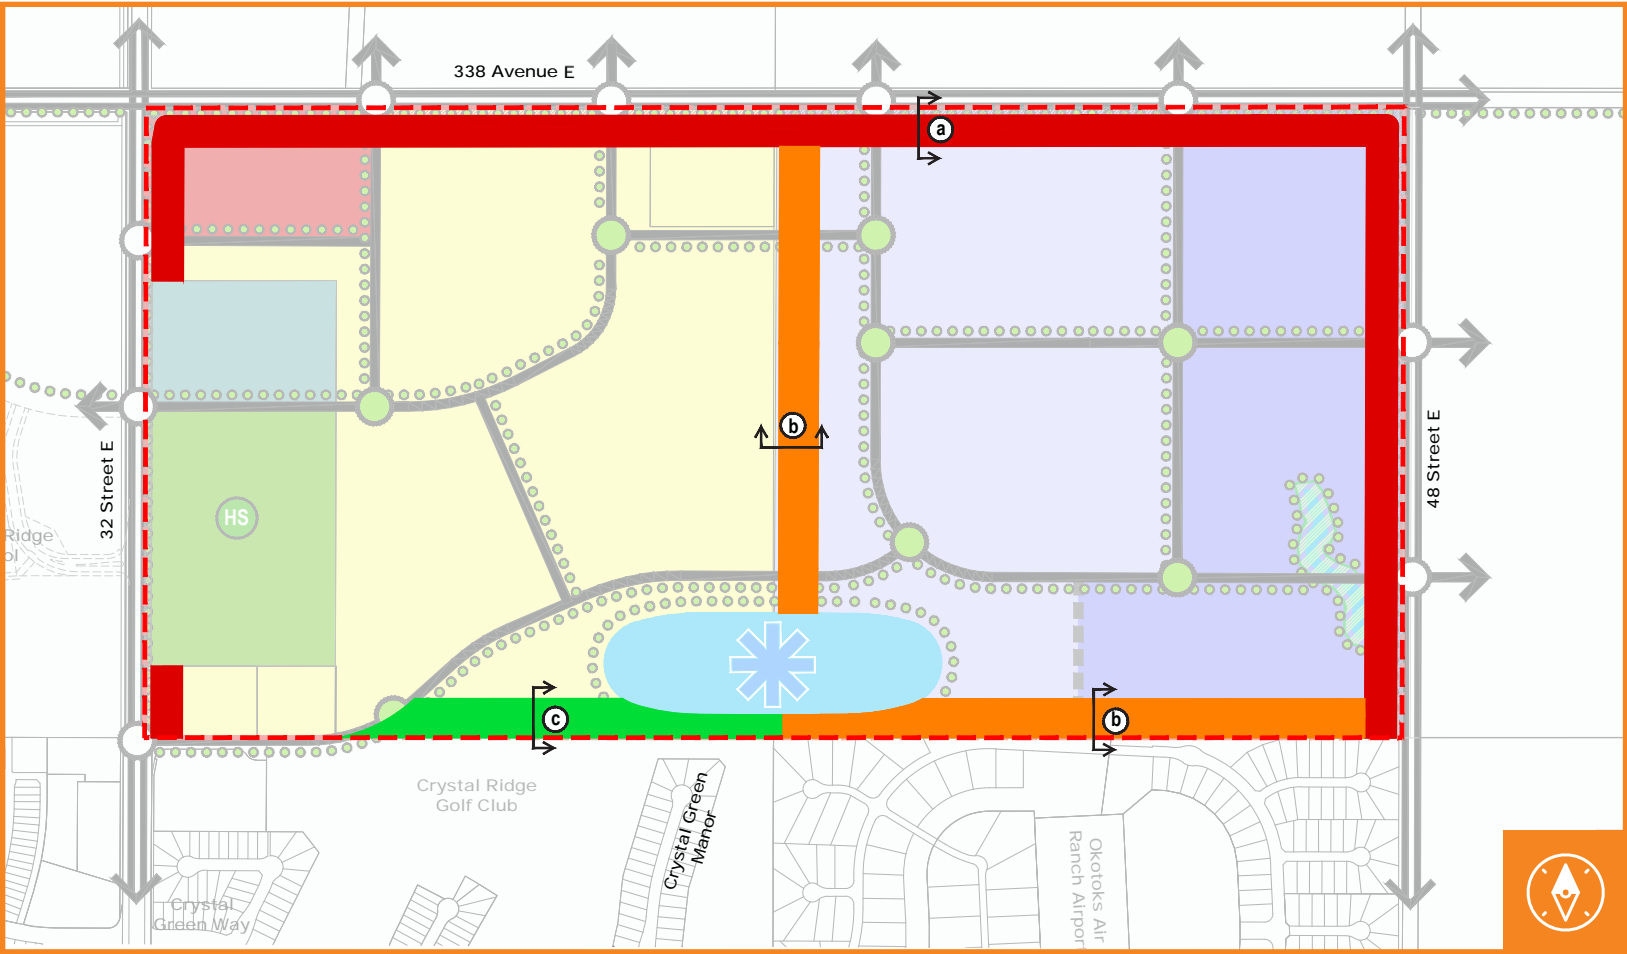 338 Avenue E
a
b
48 Street E
32 Street E
HS
Ridge
ol
c
b
Crystal Ridge
Golf Club
Crystal Green
Manor
Okotoks Air
Ranch Airport
Crystal
Green Way